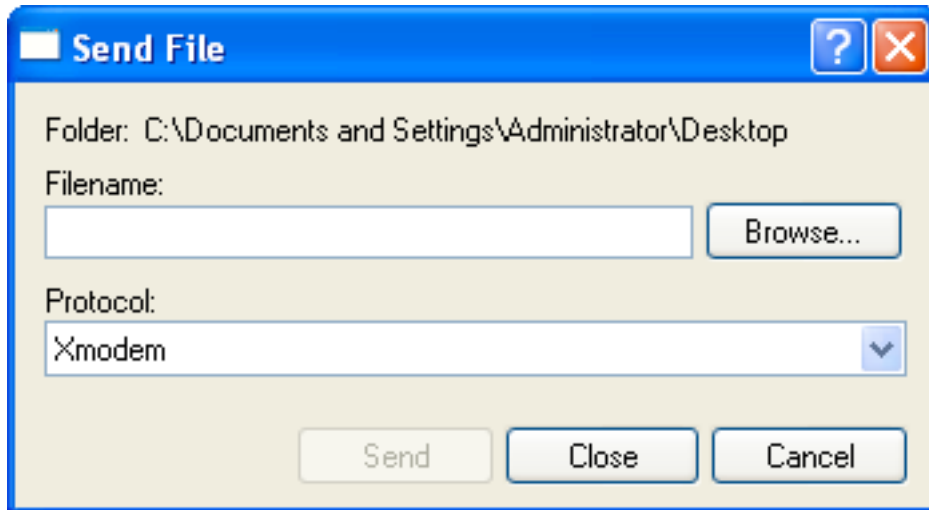 Send File
Folder: C:\Documents and Settings\Administrator\Desktop
Filename:
Browse...
Protocol:
Xmodem
Send Close Cancel